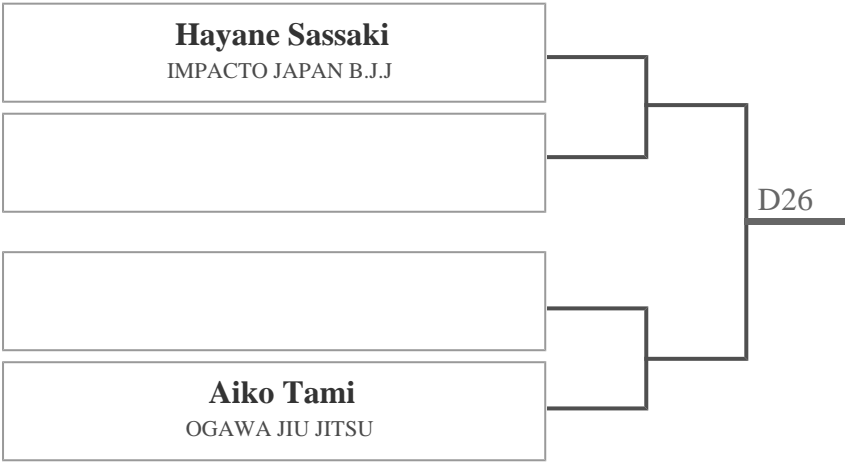 Hayane Sassaki
IMPACTO JAPAN B.J.J
D26
Aiko Tami
OGAWA JIU JITSU